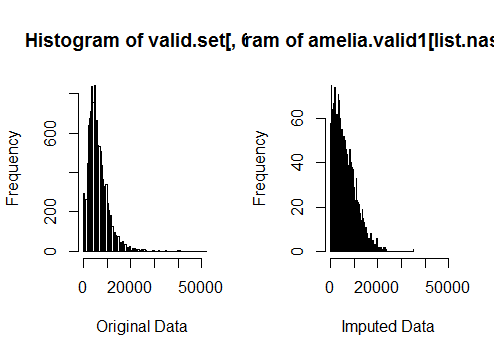 Histogram of valid.set[, 6
ram of amelia.valid1[list.nas
Frequency
0
200
600
0
20000
50000
Original Data
Frequency
0
20
40
60
0
20000
50000
Imputed Data